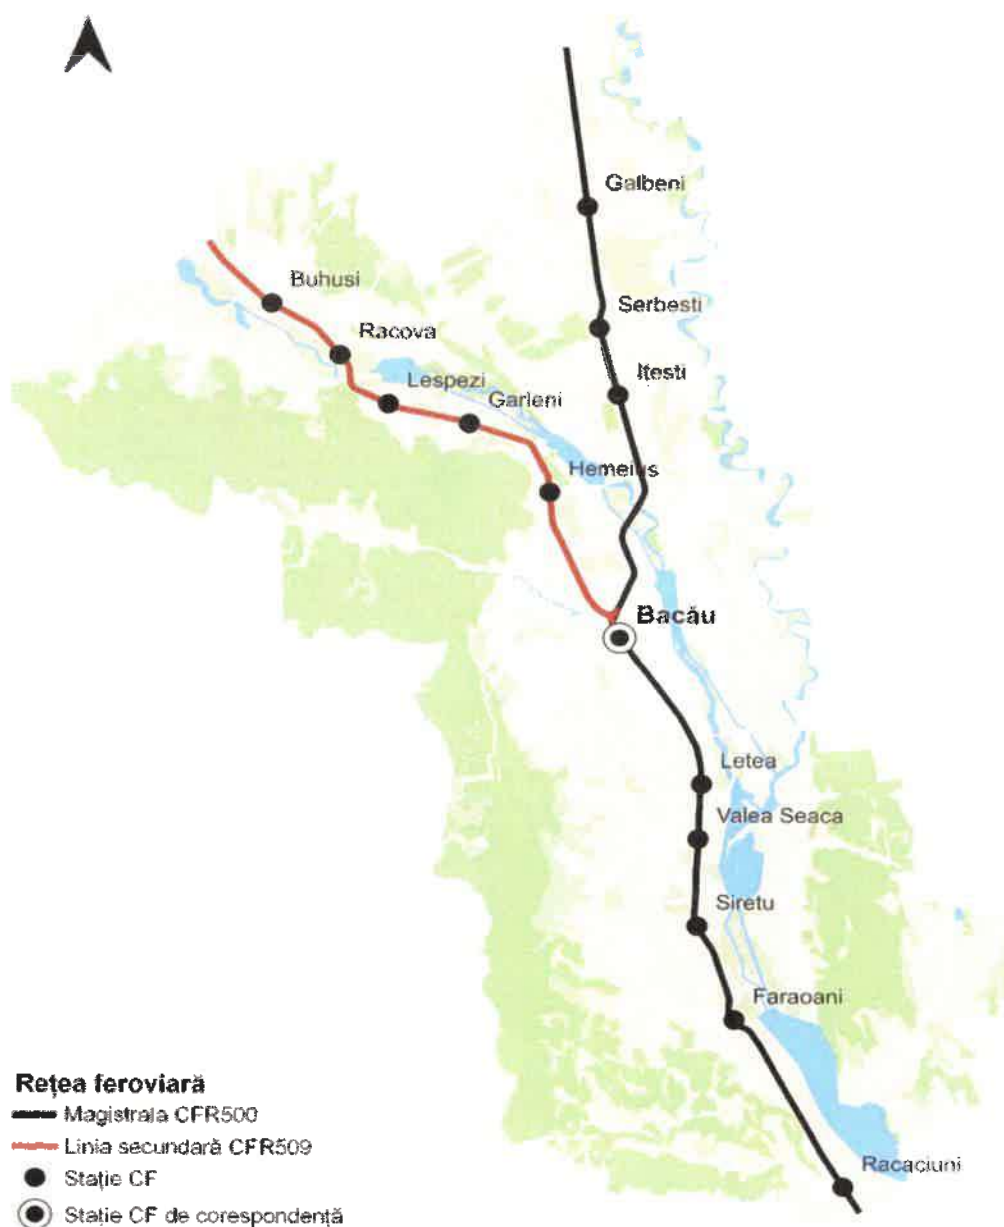 Galbeni
Buhusi
Serbesti
Racova
Itesti
Lespezi
Garleni
Hemeius
Bacău
Letea
Valea Seaca
Siretu
Faraoani
Racaciuni
Rețea feroviară
Magistrala CFR500
Linia secundară CFR509
Stație CF
Stație CF de corespondență